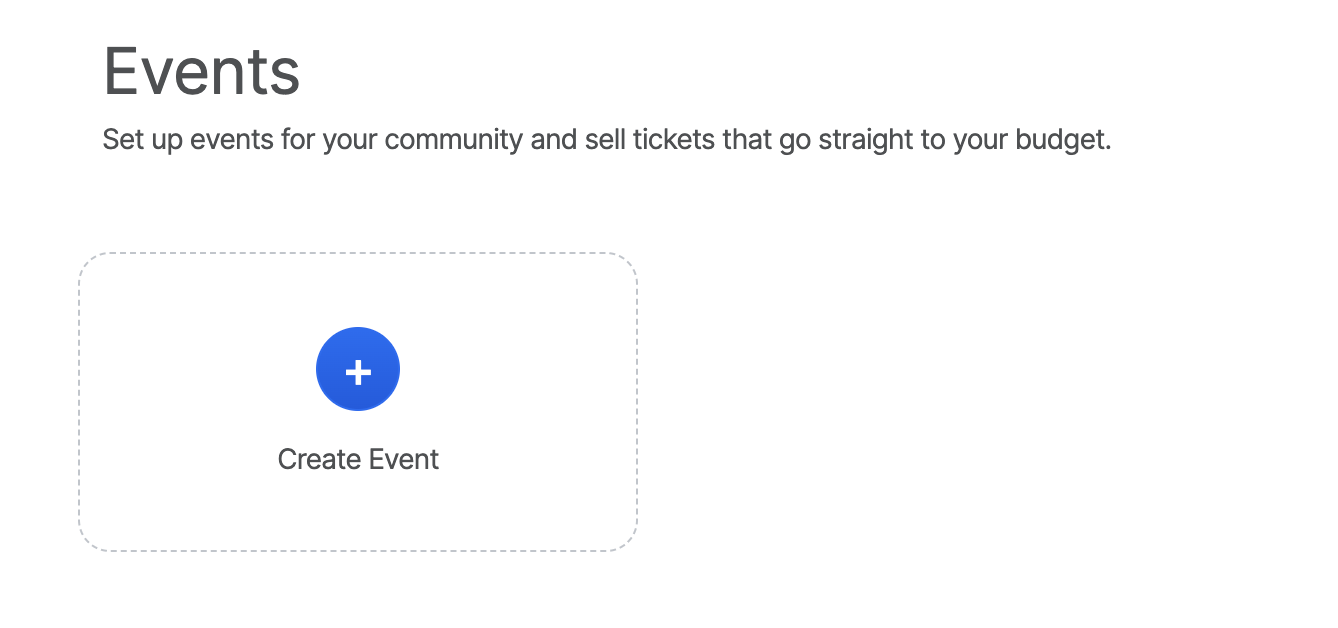 Events
Set up events for your community and sell tickets that go straight to your budget.
+
Create Event